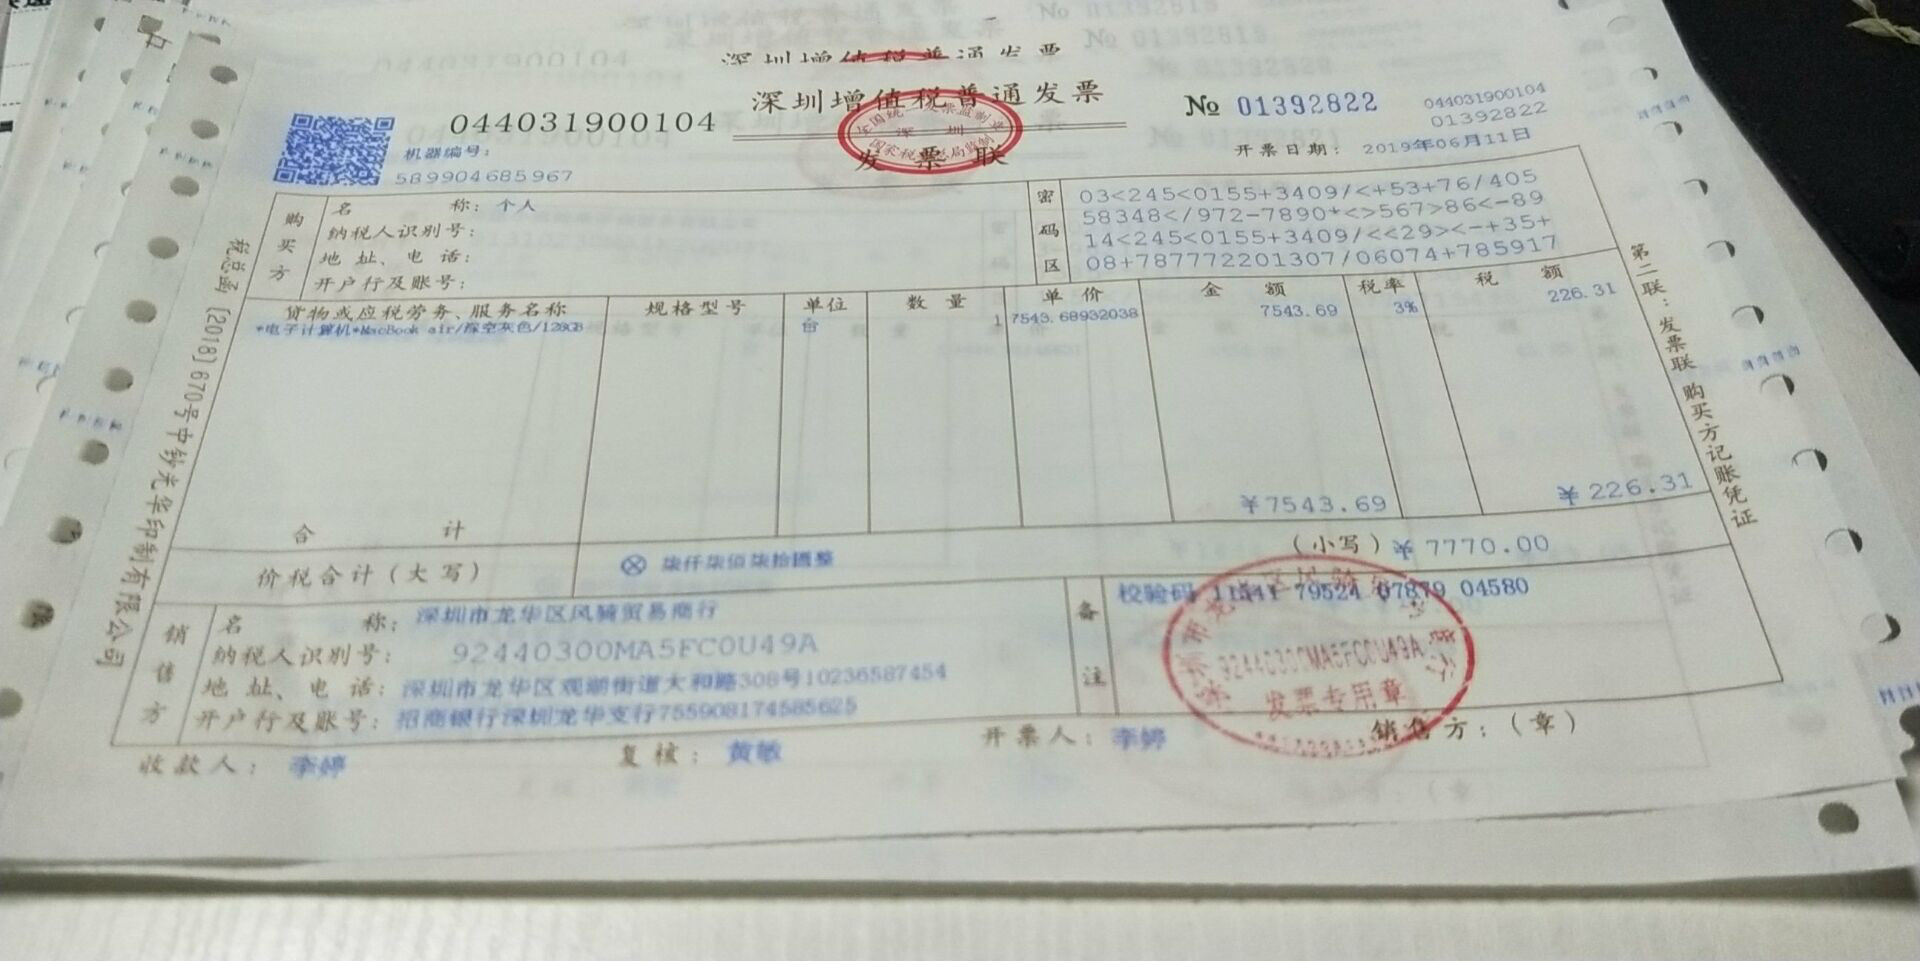 深圳增值税普通发票
044031900104
深圳增值税普通发票
发票联
№ 01392822
044031900104
01392822
机器编号:
589904685967
开票日期: 2019年06月11日
购买方
名称: 个人
纳税人识别号:
地址、电话:
开户行及账号:
密码区
03<245<0155+3409/<+53+76/405
58348</972-7890*<>567>86<-89
14<245<0155+3409/<<29><-+35+
08+787772201307/06074+785917
货物或应税劳务、服务名称 规格型号 单位 数量 单价 金额 税率 税额
*电子计算机*MacBook air/深空灰色/128GB 台 1 7543.68932038 7543.69 3% 226.31
合计 ¥7543.69 ¥226.31
价税合计(大写) ⊗ 柒仟柒佰柒拾圆整 (小写) ¥7770.00
销售方
名称: 深圳市龙华区风骑贸易商行
纳税人识别号: 92440300MA5FC0U49A
地址、电话: 深圳市龙华区观湖街道大和路308号10236587454
开户行及账号: 招商银行深圳龙华支行755908174585625
备注
校验码 11541 79524 07879 04580
92440300MA5FC0U49A
发票专用章
收款人: 李婷 复核: 黄敏 开票人: 李婷 销售方:(章)
税总函[2018]670号中钞光华印制有限公司
第二联:发票联 购买方记账凭证